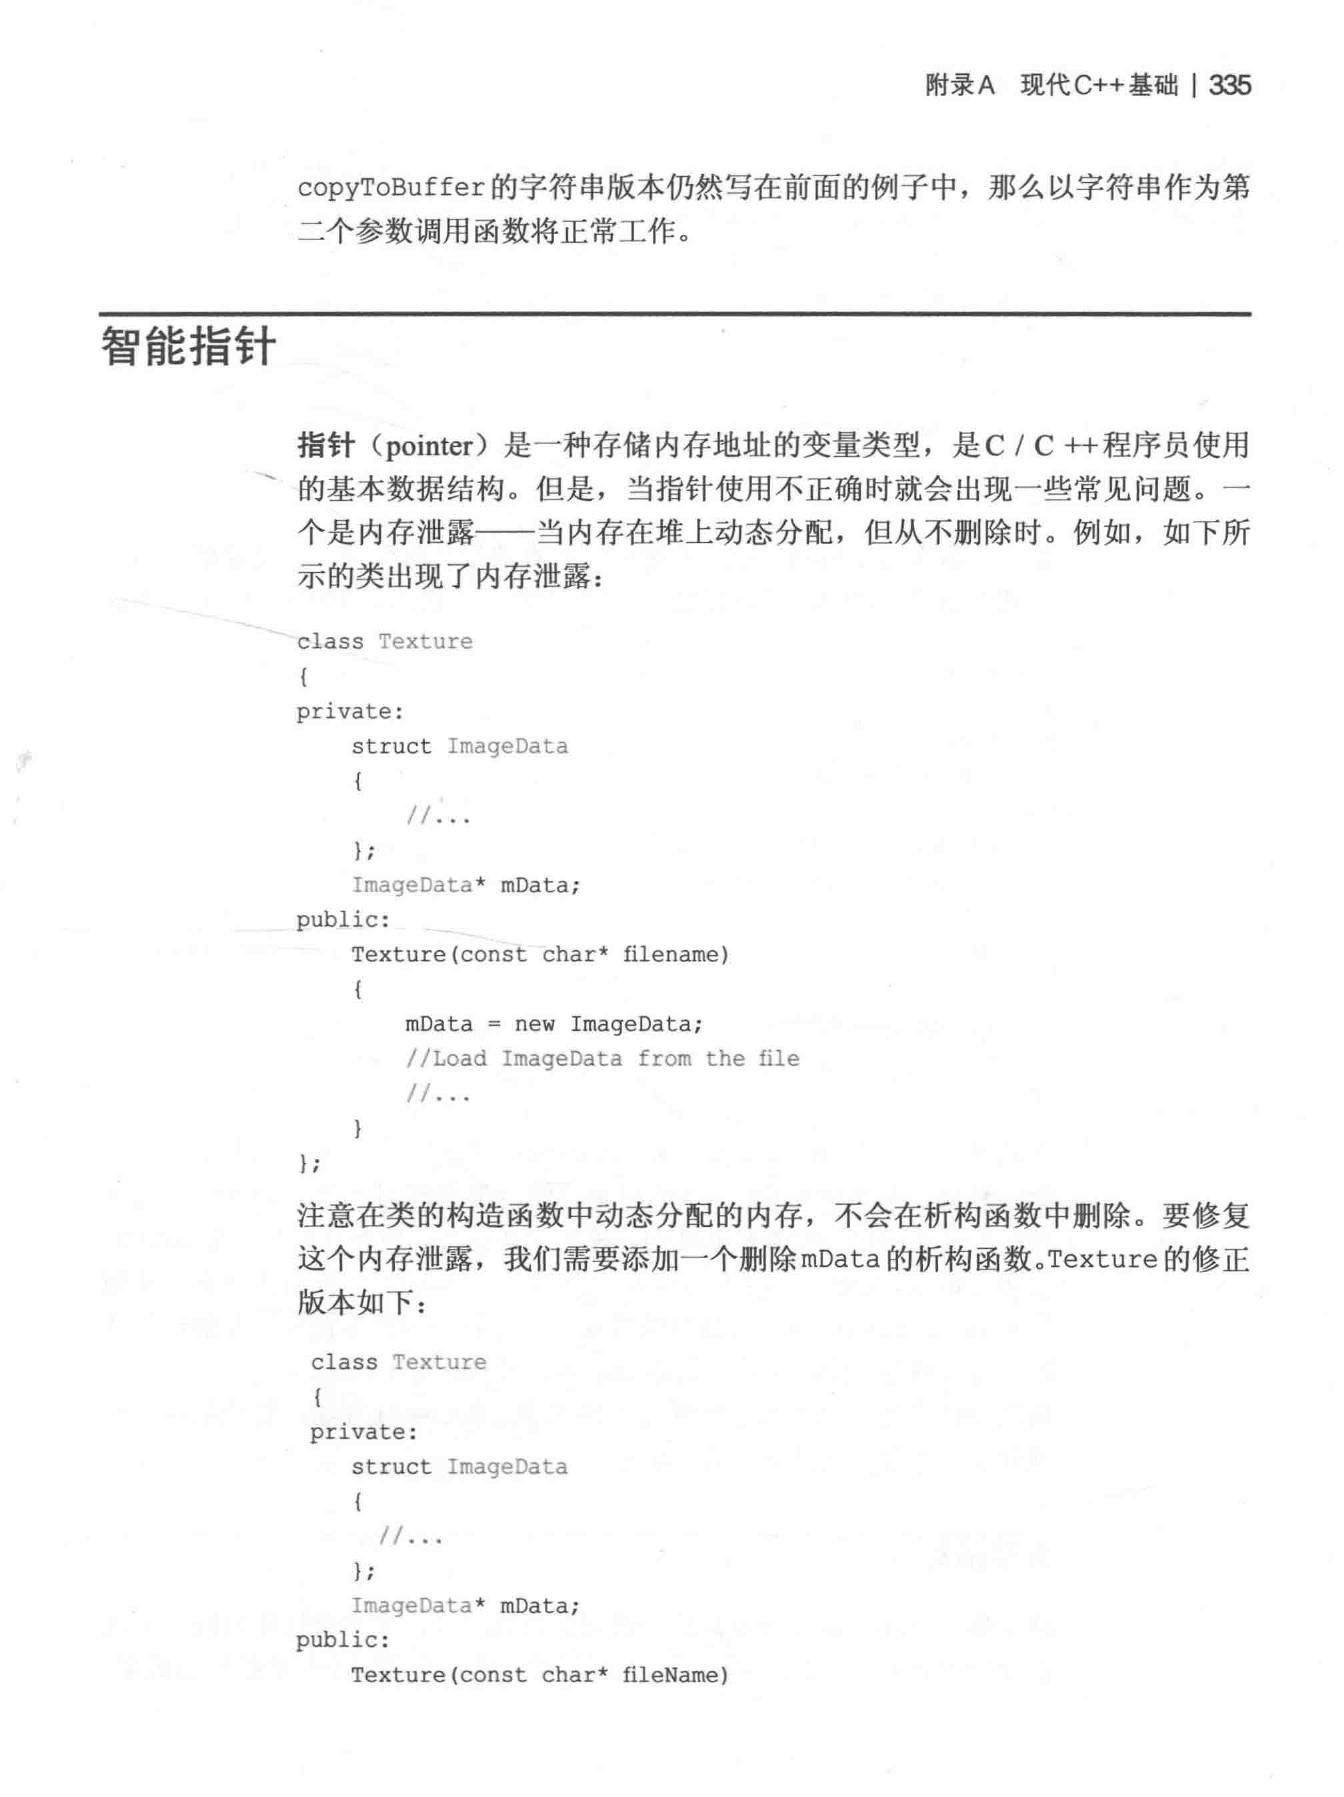 附录A 现代C++基础 | 335
copyToBuffer的字符串版本仍然写在前面的例子中，那么以字符串作为第
二个参数调用函数将正常工作。
智能指针
指针（pointer）是一种存储内存地址的变量类型，是C / C ++程序员使用
的基本数据结构。但是，当指针使用不正确时就会出现一些常见问题。一
个是内存泄露——当内存在堆上动态分配，但从不删除时。例如，如下所
示的类出现了内存泄露：
class Texture
{
private:
    struct ImageData
    {
        //...
    };
    ImageData* mData;
public:
    Texture(const char* filename)
    {
        mData = new ImageData;
        //Load ImageData from the file
        //...
    }
};
注意在类的构造函数中动态分配的内存，不会在析构函数中删除。要修复
这个内存泄露，我们需要添加一个删除mData的析构函数。Texture的修正
版本如下：
class Texture
{
private:
    struct ImageData
    {
      //...
    };
    ImageData* mData;
public:
    Texture(const char* fileName)